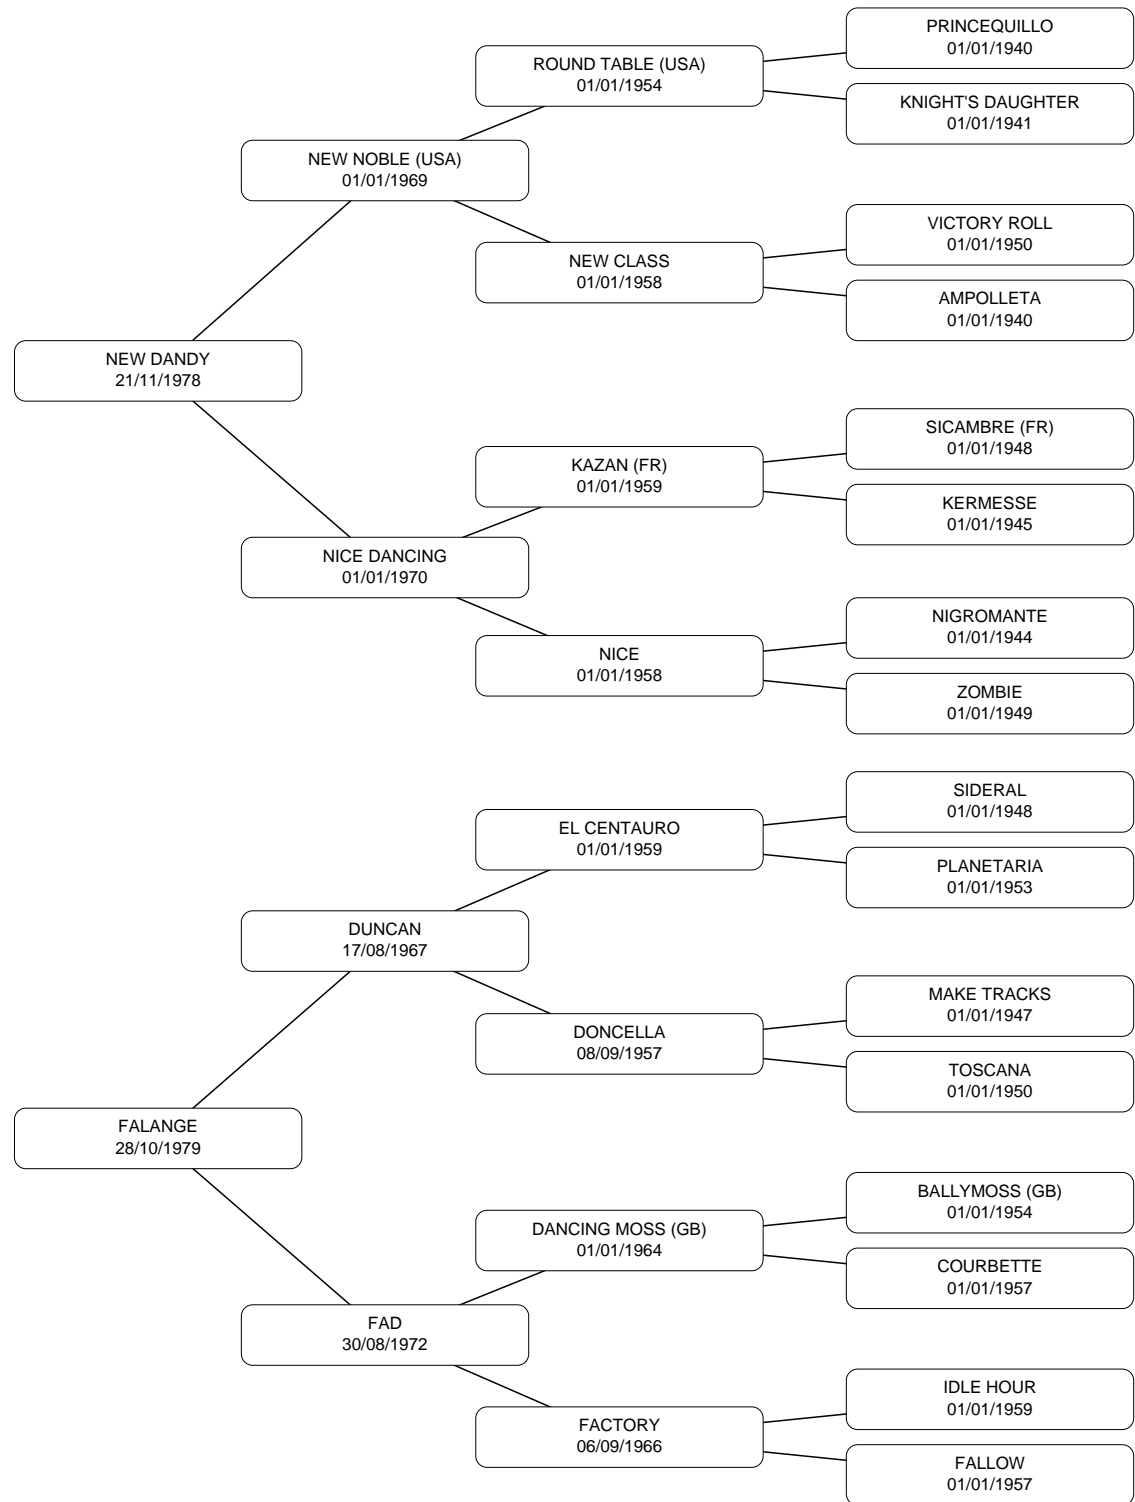 PRINCEQUILLO
01/01/1940
ROUND TABLE (USA)
01/01/1954
KNIGHT'S DAUGHTER
01/01/1941
NEW NOBLE (USA)
01/01/1969
VICTORY ROLL
01/01/1950
NEW CLASS
01/01/1958
AMPOLLETA
01/01/1940
NEW DANDY
21/11/1978
SICAMBRE (FR)
01/01/1948
KAZAN (FR)
01/01/1959
KERMESSE
01/01/1945
NICE DANCING
01/01/1970
NIGROMANTE
01/01/1944
NICE
01/01/1958
ZOMBIE
01/01/1949
SIDERAL
01/01/1948
EL CENTAURO
01/01/1959
PLANETARIA
01/01/1953
DUNCAN
17/08/1967
MAKE TRACKS
01/01/1947
DONCELLA
08/09/1957
TOSCANA
01/01/1950
FALANGE
28/10/1979
BALLYMOSS (GB)
01/01/1954
DANCING MOSS (GB)
01/01/1964
COURBETTE
01/01/1957
FAD
30/08/1972
IDLE HOUR
01/01/1959
FACTORY
06/09/1966
FALLOW
01/01/1957